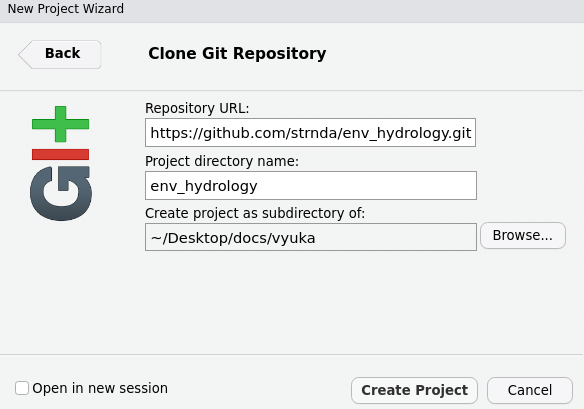 New Project Wizard
Back
Clone Git Repository
git
Repository URL:
https://github.com/strnda/env_hydrology.git
Project directory name:
env_hydrology
Create project as subdirectory of:
~/Desktop/docs/vyuka
Browse...
Open in new session
Create Project
Cancel